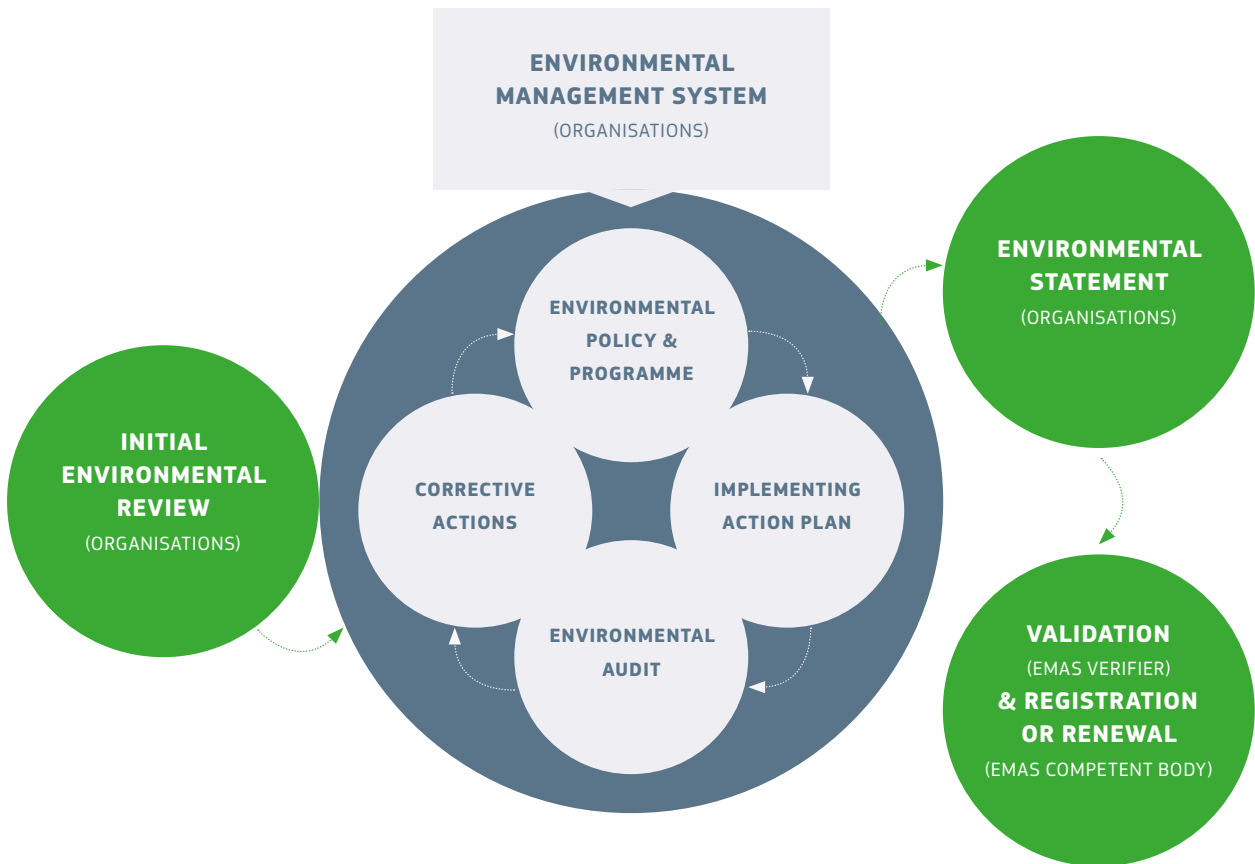 ENVIRONMENTAL
MANAGEMENT SYSTEM
(ORGANISATIONS)
ENVIRONMENTAL
STATEMENT
(ORGANISATIONS)
ENVIRONMENTAL
POLICY &
PROGRAMME
INITIAL
ENVIRONMENTAL
REVIEW
(ORGANISATIONS)
CORRECTIVE
ACTIONS
IMPLEMENTING
ACTION PLAN
ENVIRONMENTAL
AUDIT
VALIDATION
(EMAS VERIFIER)
& REGISTRATION
OR RENEWAL
(EMAS COMPETENT BODY)